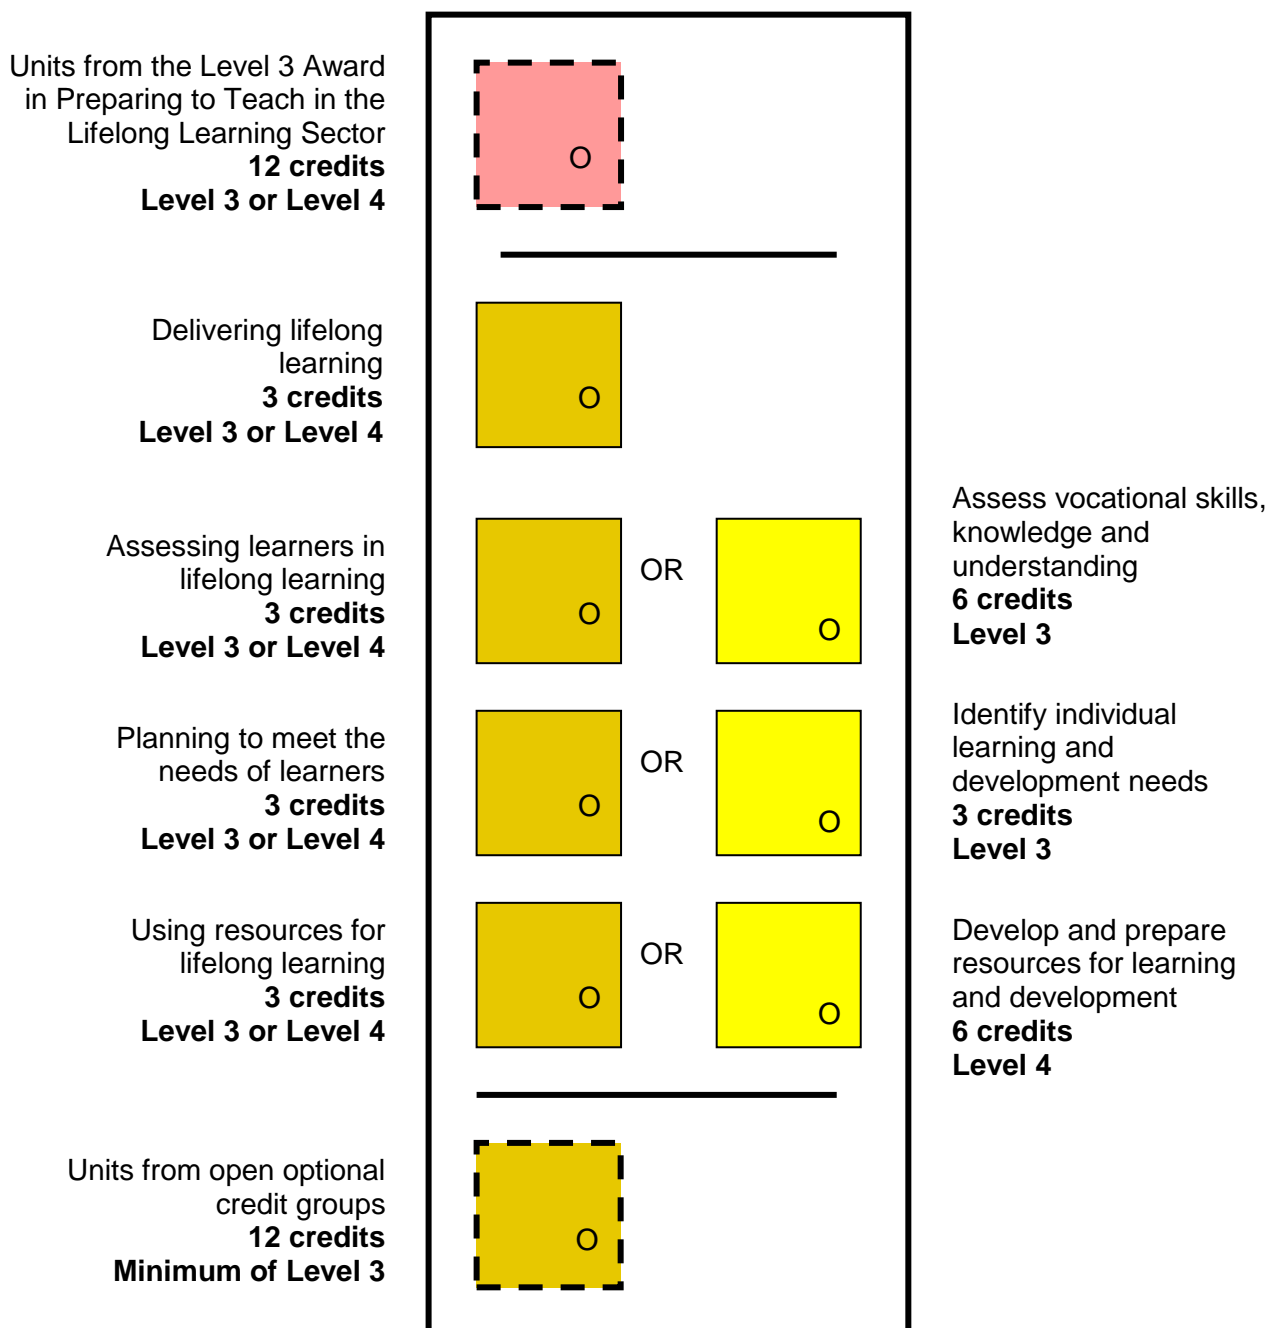 Units from the Level 3 Award
in Preparing to Teach in the
Lifelong Learning Sector
12 credits
Level 3 or Level 4
O
Delivering lifelong
learning
3 credits
Level 3 or Level 4
O
Assessing learners in
lifelong learning
3 credits
Level 3 or Level 4
O
OR
O
Assess vocational skills,
knowledge and
understanding
6 credits
Level 3
Planning to meet the
needs of learners
3 credits
Level 3 or Level 4
O
OR
O
Identify individual
learning and
development needs
3 credits
Level 3
Using resources for
lifelong learning
3 credits
Level 3 or Level 4
O
OR
O
Develop and prepare
resources for learning
and development
6 credits
Level 4
Units from open optional
credit groups
12 credits
Minimum of Level 3
O